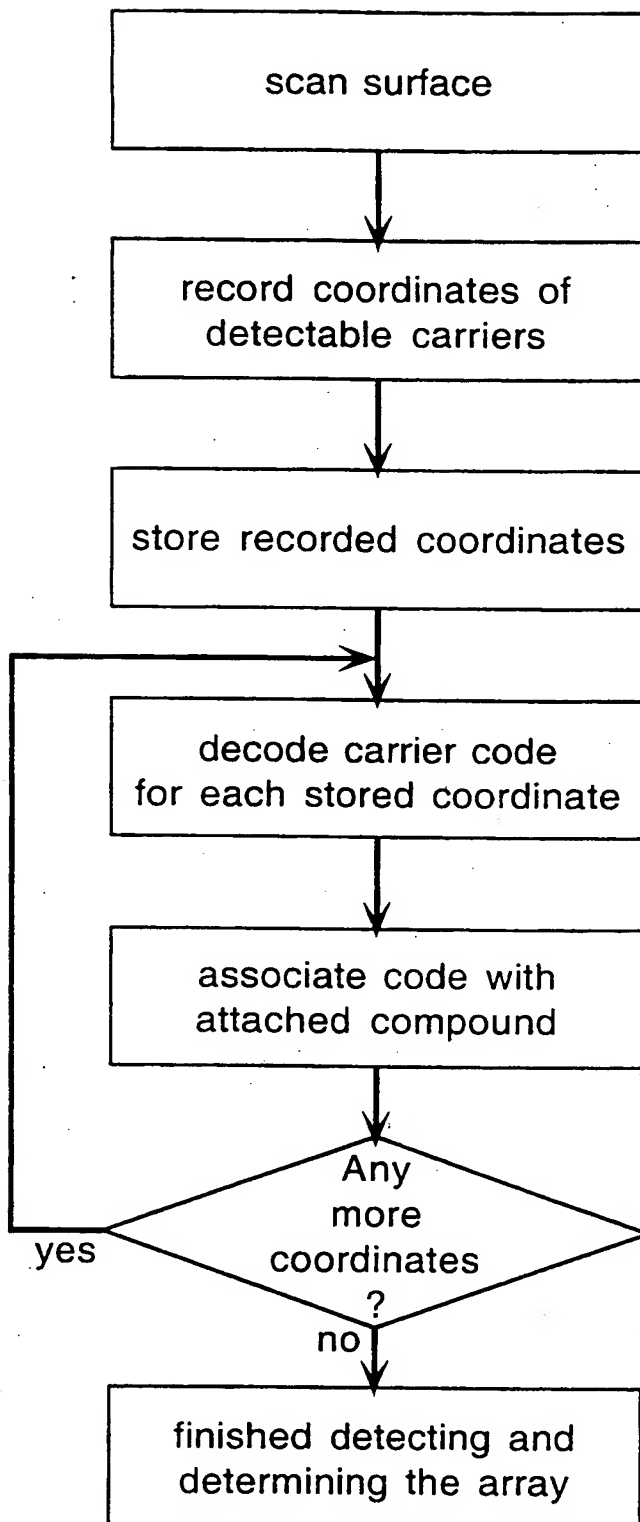 scan surface
record coordinates of
detectable carriers
store recorded coordinates
decode carrier code
for each stored coordinate
associate code with
attached compound
Any
more
coordinates
?
yes
no
finished detecting and
determining the array